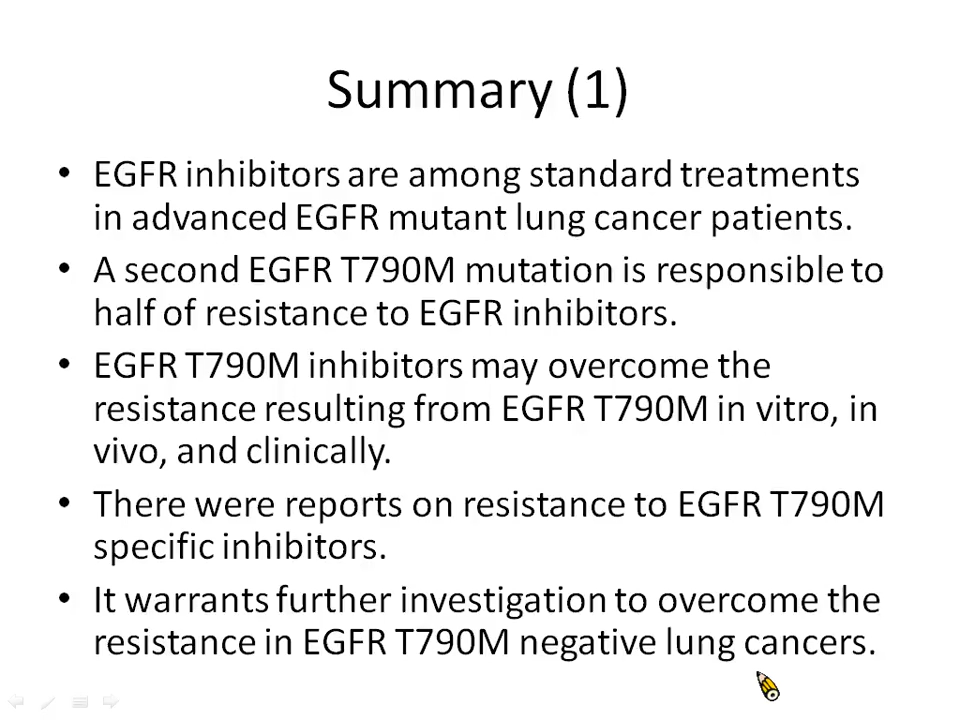 Summary (1)
• EGFR inhibitors are among standard treatments
in advanced EGFR mutant lung cancer patients.
• A second EGFR T790M mutation is responsible to
half of resistance to EGFR inhibitors.
• EGFR T790M inhibitors may overcome the
resistance resulting from EGFR T790M in vitro, in
vivo, and clinically.
• There were reports on resistance to EGFR T790M
specific inhibitors.
• It warrants further investigation to overcome the
resistance in EGFR T790M negative lung cancers.